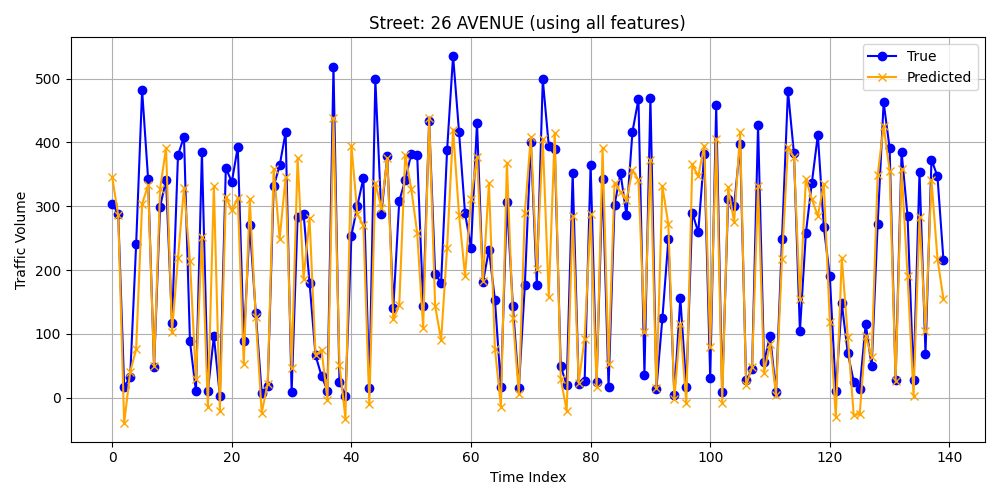 Street: 26 AVENUE (using all features)
True
Predicted
Traffic Volume
500
400
300
200
100
0
0 20 40 60 80 100 120 140
Time Index